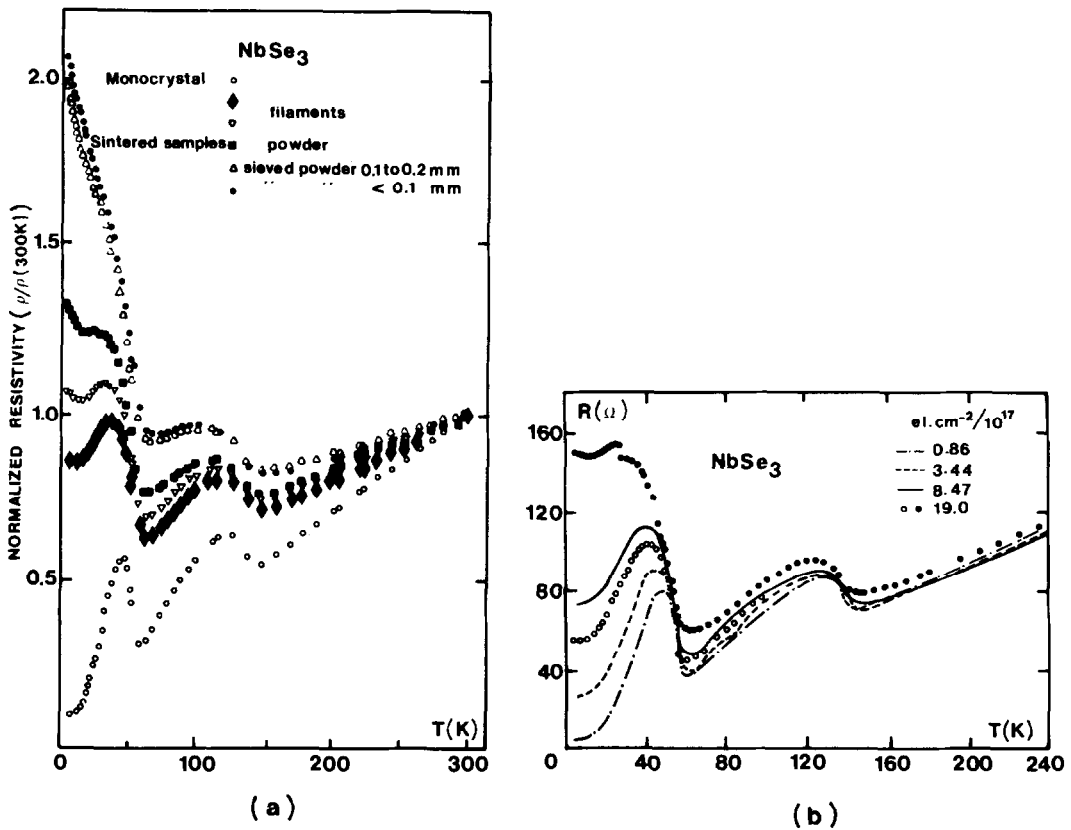 NbSe3
Monocrystal
filaments
Sintered samples powder
sieved powder 0.1 to 0.2 mm
" " < 0.1 mm
NORMALIZED RESISTIVITY ( ρ/ρ (300K) )
2.0
1.5
1.0
0.5
0 50 100 200 300
T(K)
(a)
R(Ω)
el.cm-2/10 17
NbSe3
0.86
3.44
8.47
19.0
160
120
80
40
T(K)
0 40 80 120 160 200 240
(b)